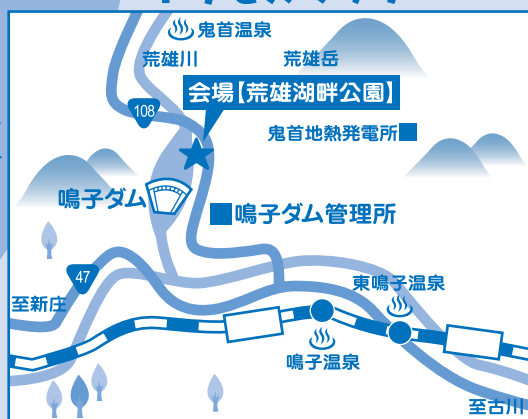 鬼首温泉
荒雄川
荒雄岳
会場【荒雄湖畔公園】
108
鬼首地熱発電所
鳴子ダム
鳴子ダム管理所
47
東鳴子温泉
至新庄
鳴子温泉
至古川